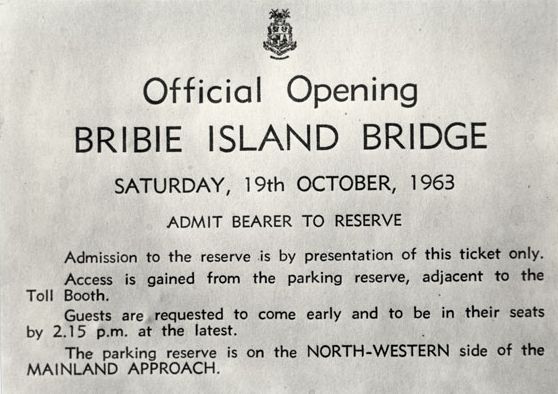 Official Opening
BRIBIE ISLAND BRIDGE
SATURDAY, 19th OCTOBER, 1963
ADMIT BEARER TO RESERVE
Admission to the reserve is by presentation of this ticket only.
Access is gained from the parking reserve, adjacent to the
Toll Booth.
Guests are requested to come early and to be in their seats
by 2.15 p.m. at the latest.
The parking reserve is on the NORTH-WESTERN side of the
MAINLAND APPROACH.